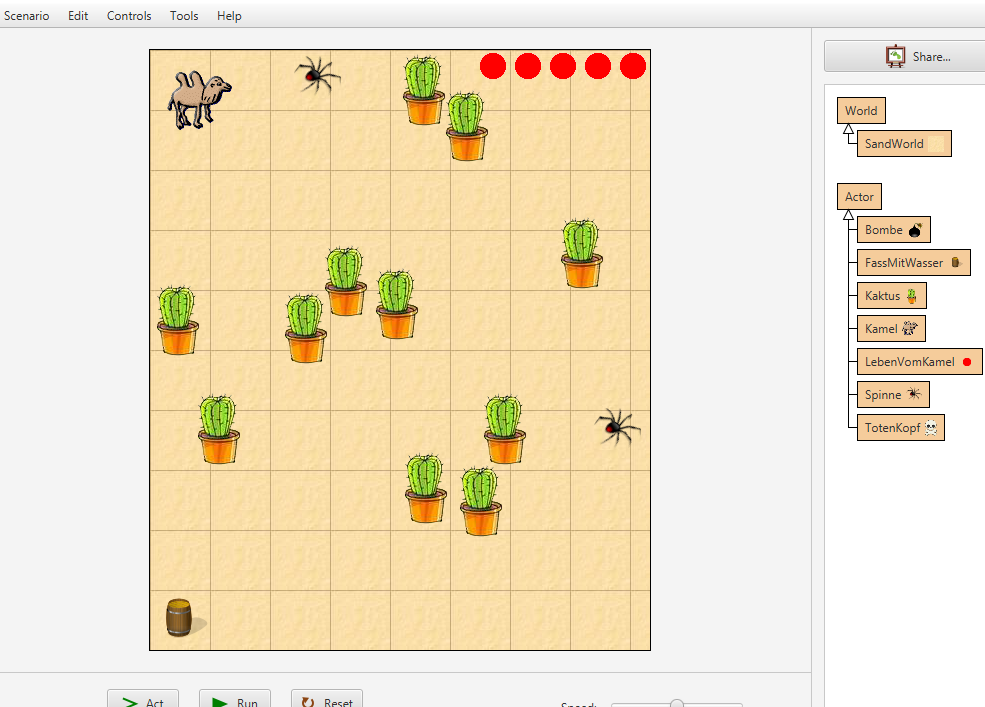 Scenario Edit Controls Tools Help
Share...
World
SandWorld
Actor
Bombe
FassMitWasser
Kaktus
Kamel
LebenVomKamel
Spinne
TotenKopf
Act Run Reset Speed: